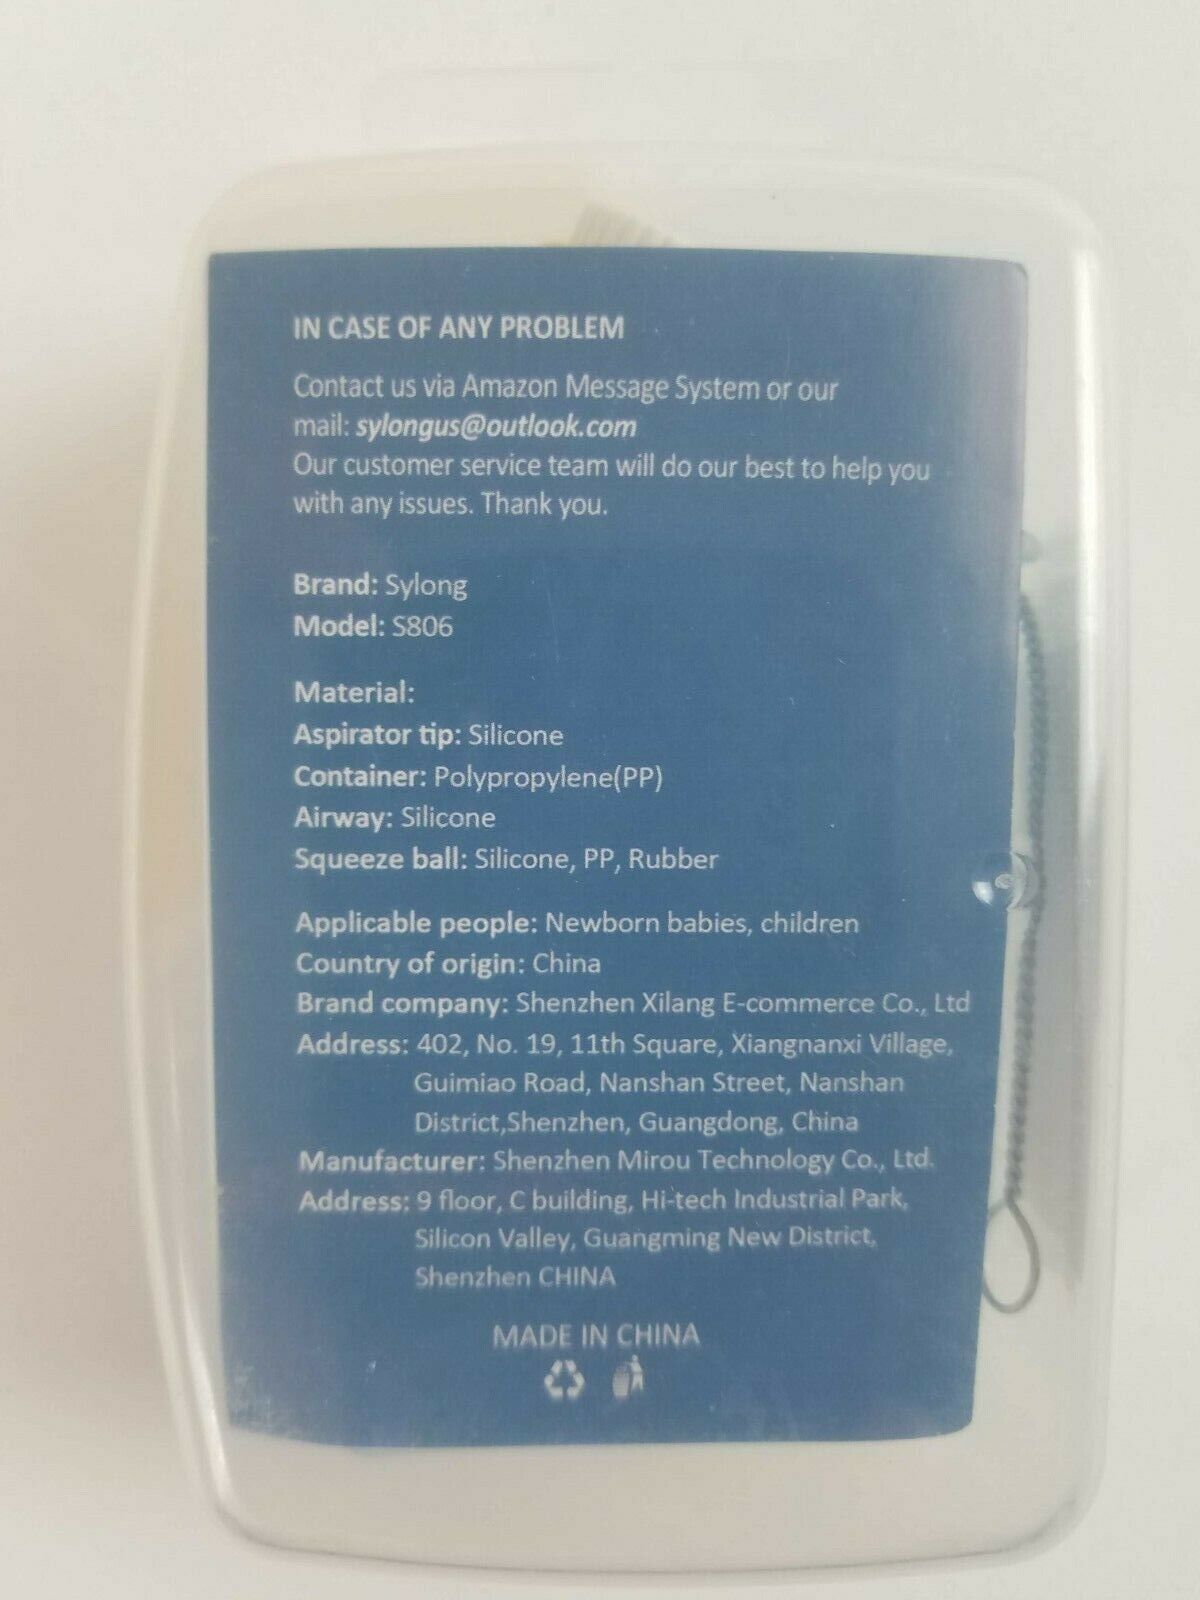 IN CASE OF ANY PROBLEM
Contact us via Amazon Message System or our
mail: sylongus@outlook.com
Our customer service team will do our best to help you
with any issues. Thank you.
Brand: Sylong
Model: S806
Material:
Aspirator tip: Silicone
Container: Polypropylene(PP)
Airway: Silicone
Squeeze ball: Silicone, PP, Rubber
Applicable people: Newborn babies, children
Country of origin: China
Brand company: Shenzhen Xilang E-commerce Co., Ltd
Address: 402, No. 19, 11th Square, Xiangnanxi Village,
Guimiao Road, Nanshan Street, Nanshan
District,Shenzhen, Guangdong, China
Manufacturer: Shenzhen Mirou Technology Co., Ltd.
Address: 9 floor, C building, Hi-tech Industrial Park,
Silicon Valley, Guangming New District,
Shenzhen CHINA
MADE IN CHINA